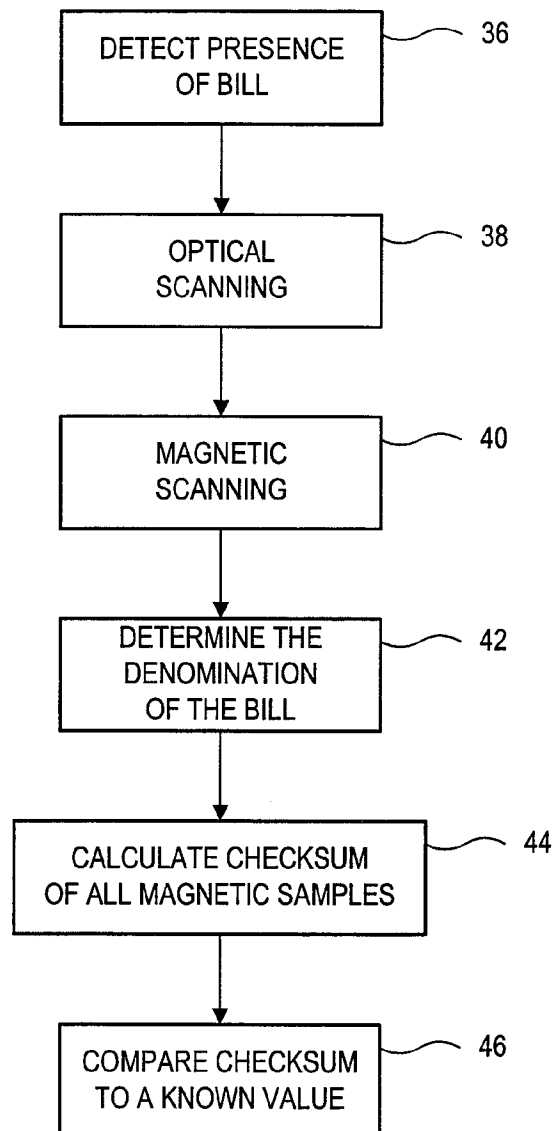 DETECT PRESENCE
OF BILL
36
OPTICAL
SCANNING
38
MAGNETIC
SCANNING
40
DETERMINE THE
DENOMINATION
OF THE BILL
42
CALCULATE CHECKSUM
OF ALL MAGNETIC SAMPLES
44
COMPARE CHECKSUM
TO A KNOWN VALUE
46